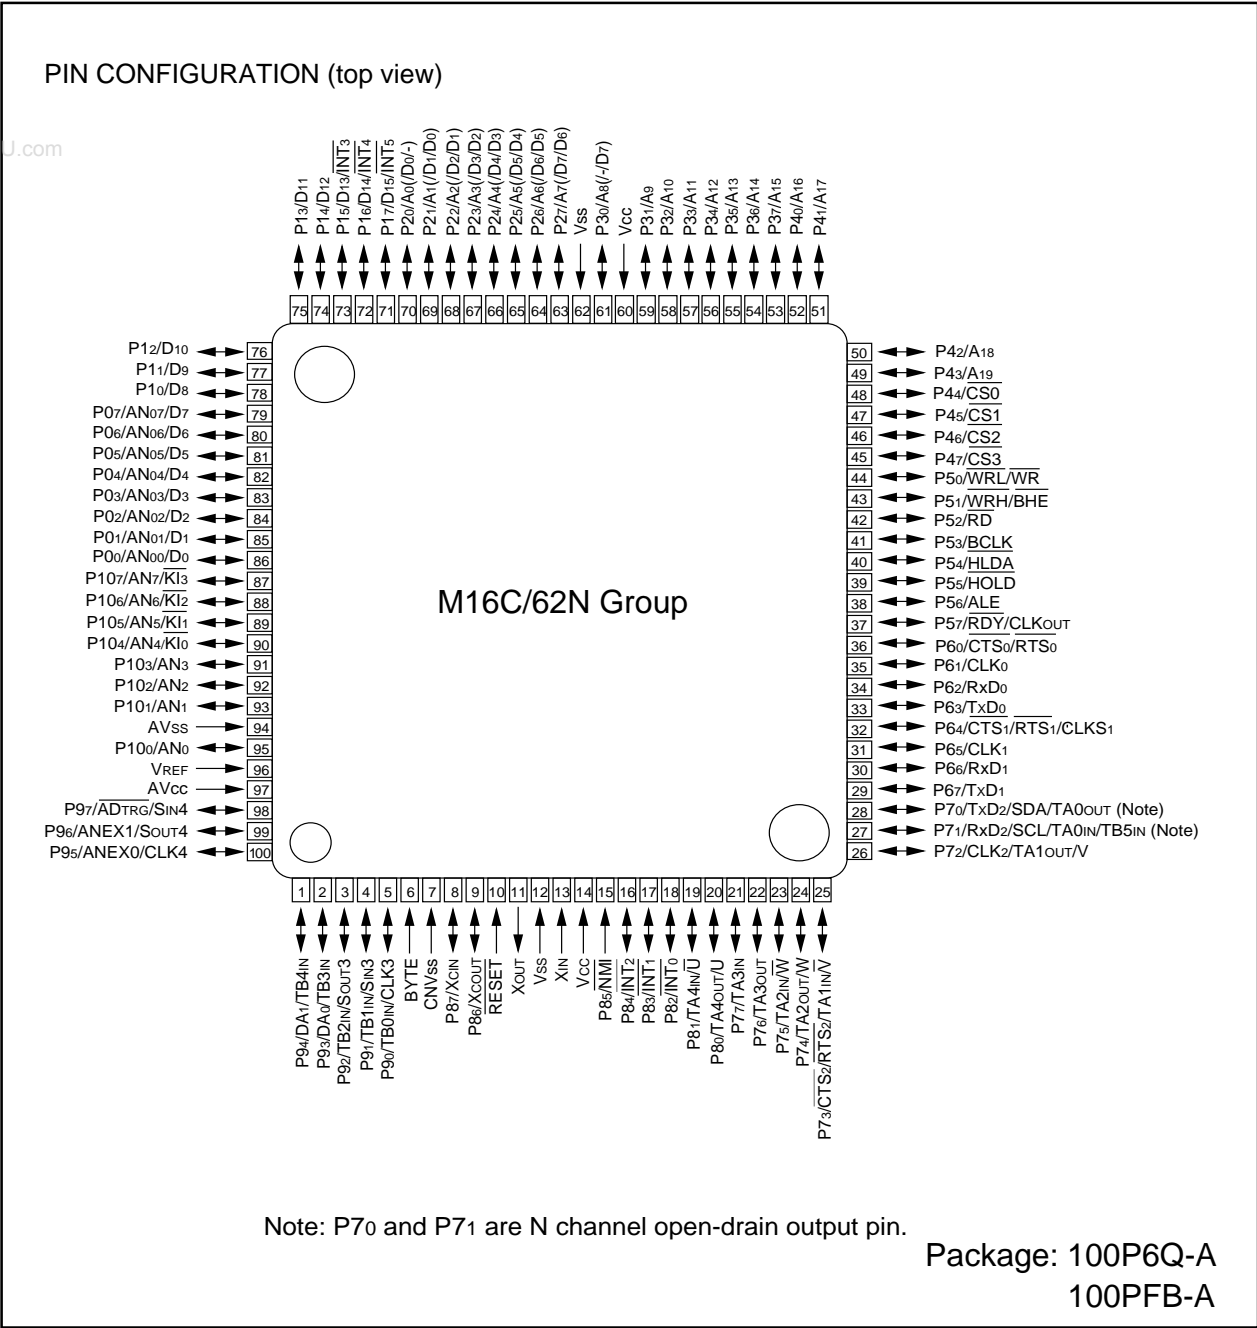 PIN CONFIGURATION (top view)
U.com
P13/D11
P14/D12
P15/D13/INT3
P16/D14/INT4
P17/D15/INT5
P20/A0(/D0/-)
P21/A1(/D1/D0)
P22/A2(/D2/D1)
P23/A3(/D3/D2)
P24/A4(/D4/D3)
P25/A5(/D5/D4)
P26/A6(/D6/D5)
P27/A7(/D7/D6)
Vss
P30/A8(-/D7)
Vcc
P31/A9
P32/A10
P33/A11
P34/A12
P35/A13
P36/A14
P37/A15
P40/A16
P41/A17
75 74 73 72 71 70 69 68 67 66 65 64 63 62 61 60 59 58 57 56 55 54 53 52 51
P12/D10 76
P11/D9 77
P10/D8 78
P07/AN07/D7 79
P06/AN06/D6 80
P05/AN05/D5 81
P04/AN04/D4 82
P03/AN03/D3 83
P02/AN02/D2 84
P01/AN01/D1 85
P00/AN00/D0 86
P107/AN7/KI3 87
P106/AN6/KI2 88
P105/AN5/KI1 89
P104/AN4/KI0 90
P103/AN3 91
P102/AN2 92
P101/AN1 93
AVss 94
P100/AN0 95
VREF 96
AVcc 97
P97/ADTRG/SIN4 98
P96/ANEX1/SOUT4 99
P95/ANEX0/CLK4 100
M16C/62N Group
50 P42/A18
49 P43/A19
48 P44/CS0
47 P45/CS1
46 P46/CS2
45 P47/CS3
44 P50/WRL/WR
43 P51/WRH/BHE
42 P52/RD
41 P53/BCLK
40 P54/HLDA
39 P55/HOLD
38 P56/ALE
37 P57/RDY/CLKOUT
36 P60/CTS0/RTS0
35 P61/CLK0
34 P62/RxD0
33 P63/TxD0
32 P64/CTS1/RTS1/CLKS1
31 P65/CLK1
30 P66/RxD1
29 P67/TxD1
28 P70/TxD2/SDA/TA0OUT (Note)
27 P71/RxD2/SCL/TA0IN/TB5IN (Note)
26 P72/CLK2/TA1OUT/V
1 2 3 4 5 6 7 8 9 10 11 12 13 14 15 16 17 18 19 20 21 22 23 24 25
P94/DA1/TB4IN
P93/DA0/TB3IN
P92/TB2IN/SOUT3
P91/TB1IN/SIN3
P90/TB0IN/CLK3
BYTE
CNVss
P87/XCIN
P86/XCOUT
RESET
XOUT
Vss
XIN
Vcc
P85/NMI
P84/INT2
P83/INT1
P82/INT0
P81/TA4IN/U
P80/TA4OUT/U
P77/TA3IN
P76/TA3OUT
P75/TA2IN/W
P74/TA2OUT/W
P73/CTS2/RTS2/TA1IN/V
Note: P70 and P71 are N channel open-drain output pin.
Package: 100P6Q-A
100PFB-A